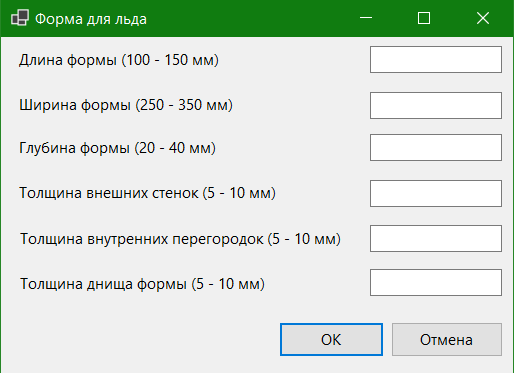 Форма для льда
Длина формы (100 - 150 мм)
Ширина формы (250 - 350 мм)
Глубина формы (20 - 40 мм)
Толщина внешних стенок (5 - 10 мм)
Толщина внутренних перегородок (5 - 10 мм)
Толщина днища формы (5 - 10 мм)
ОК Отмена